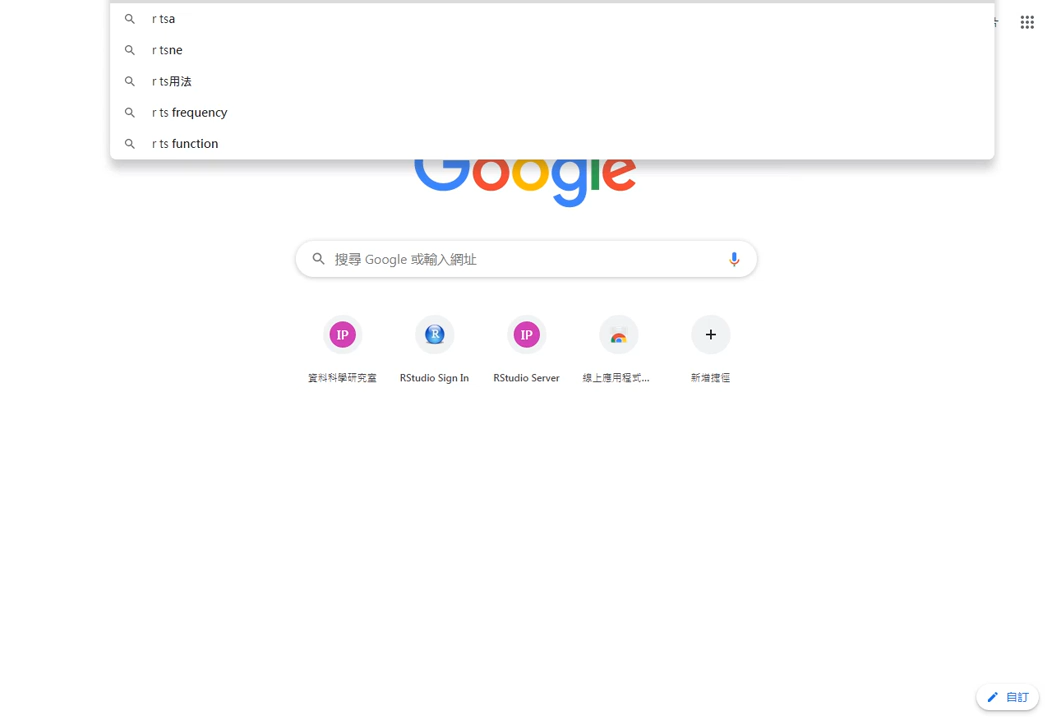 r tsa
r tsne
r ts用法
r ts frequency
r ts function
Google
搜尋 Google 或輸入網址
IP
R
IP
資料科學研究室
RStudio Sign In
RStudio Server
線上應用程式...
新增捷徑
自訂